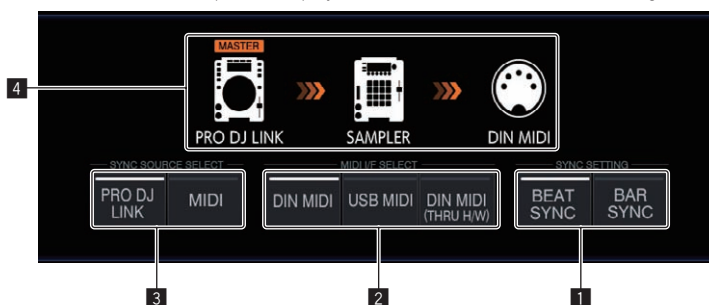 MASTER
PRO DJ LINK SAMPLER DIN MIDI
4
SYNC SOURCE SELECT MIDI I/F SELECT SYNC SETTING
PRO DJ LINK
MIDI
DIN MIDI
USB MIDI
DIN MIDI (THRU H/W)
BEAT SYNC
BAR SYNC
3 2 1